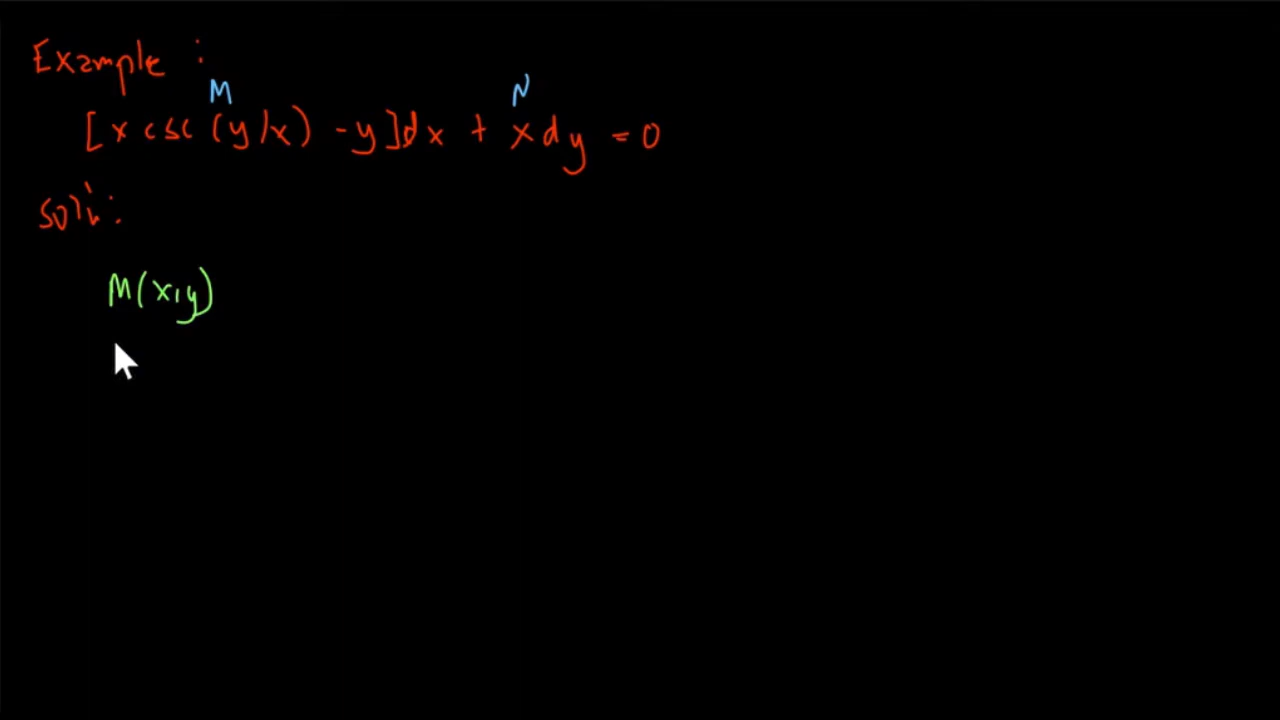 Example :
M N
[x csc (y/x) - y]dx + x dy = 0
Sol'n:
M(x,y)